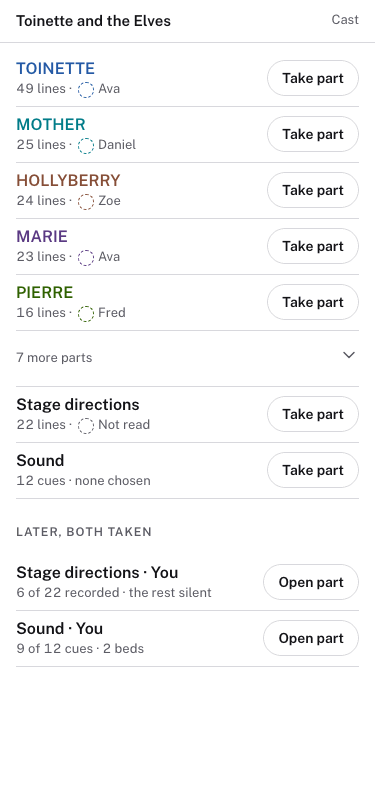 Toinette and the Elves
Cast
TOINETTE
49 lines · Ava
Take part
MOTHER
25 lines · Daniel
Take part
HOLLYBERRY
24 lines · Zoe
Take part
MARIE
23 lines · Ava
Take part
PIERRE
16 lines · Fred
Take part
7 more parts
Stage directions
22 lines · Not read
Take part
Sound
12 cues · none chosen
Take part
LATER, BOTH TAKEN
Stage directions · You
6 of 22 recorded · the rest silent
Open part
Sound · You
9 of 12 cues · 2 beds
Open part